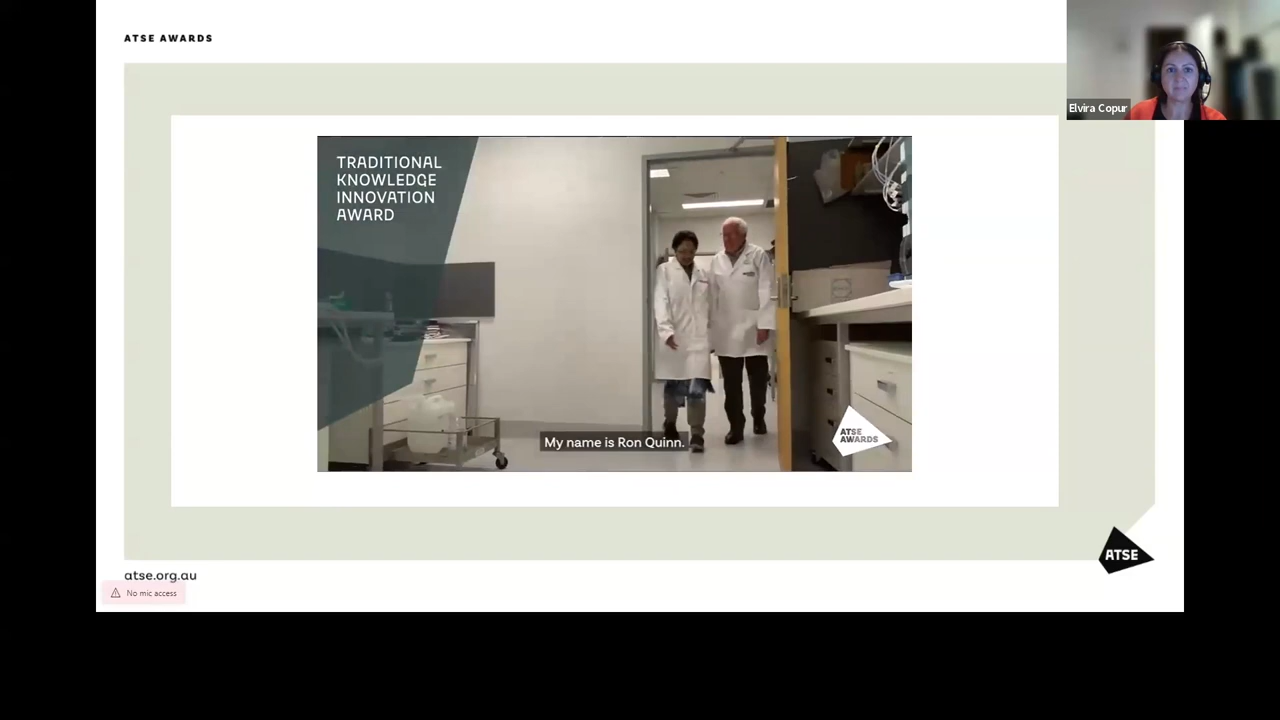 ATSE AWARDS
Elvira Copur
TRADITIONAL
KNOWLEDGE
INNOVATION
AWARD
My name is Ron Quinn.
ATSE
AWARDS
ATSE
atse.org.au
No mic access